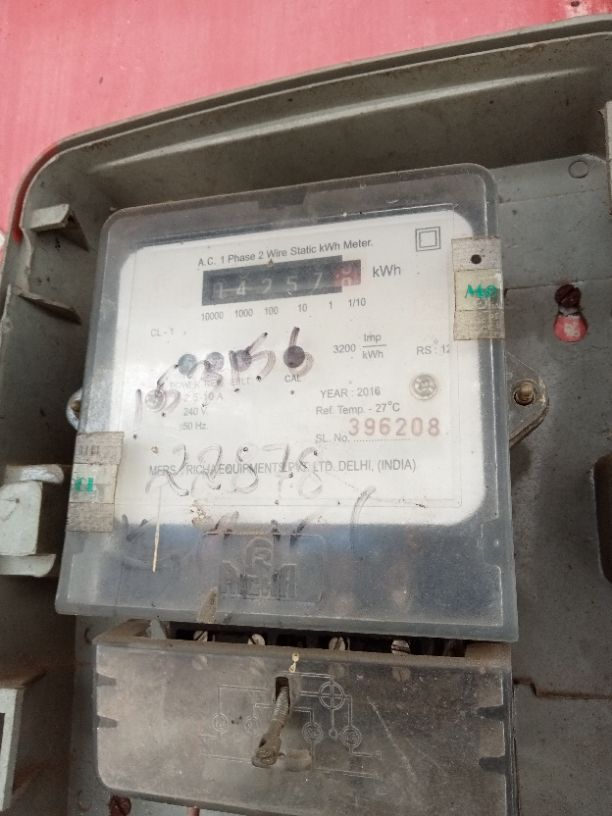 A.C. 1 Phase 2 Wire Static kWh Meter.
14257 kWh
10000 1000 100 10 1 1/10
CL-1
3200 imp/kWh RS: 12
CAL
YEAR : 2016
240 V.
Ref. Temp. - 27°C
50 Hz.
SL. No. 396208
LTD. DELHI, (INDIA)
22878